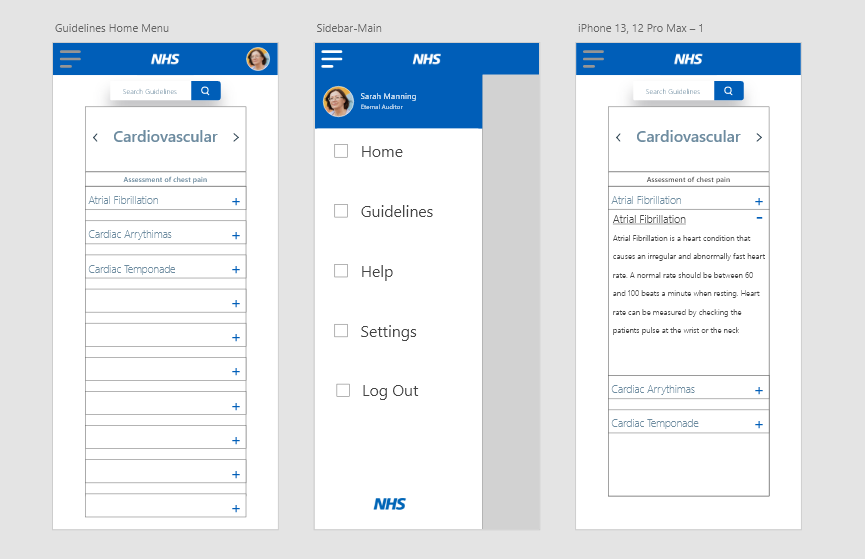 Guidelines Home Menu
NHS
Search Guidelines
Cardiovascular
Assessment of chest pain
Atrial Fibrillation
Cardiac Arrythimas
Cardiac Temponade
Sidebar-Main
NHS
Sarah Manning
Eternal Auditor
Home
Guidelines
Help
Settings
Log Out
NHS
iPhone 13, 12 Pro Max – 1
NHS
Search Guidelines
Cardiovascular
Assessment of chest pain
Atrial Fibrillation
Atrial Fibrillation
Atrial Fibrillation is a heart condition that
causes an irregular and abnormally fast heart
rate. A normal rate should be between 60
and 100 beats a minute when resting. Heart
rate can be measured by checking the
patients pulse at the wrist or the neck
Cardiac Arrythimas
Cardiac Temponade